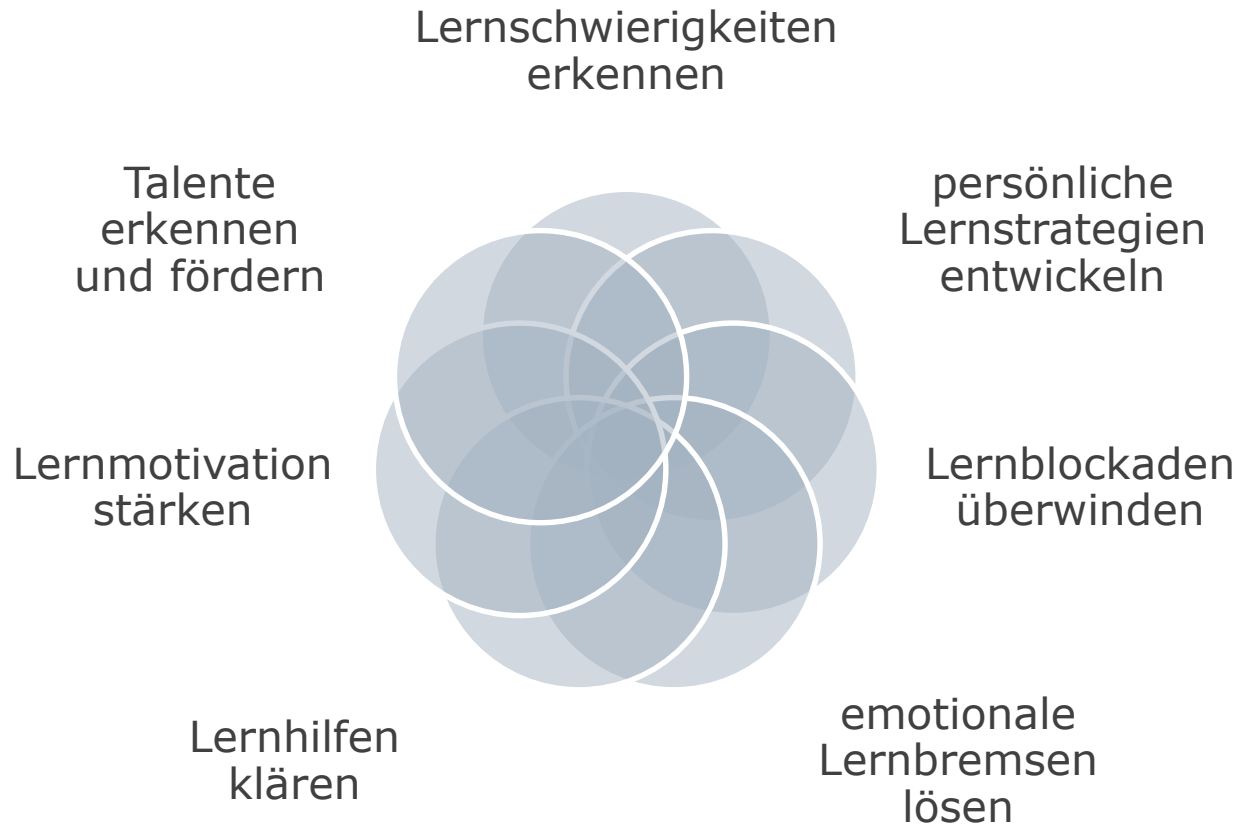 Lernschwierigkeiten
erkennen
persönliche
Lernstrategien
entwickeln
Lernblockaden
überwinden
emotionale
Lernbremsen
lösen
Lernhilfen
klären
Lernmotivation
stärken
Talente
erkennen
und fördern